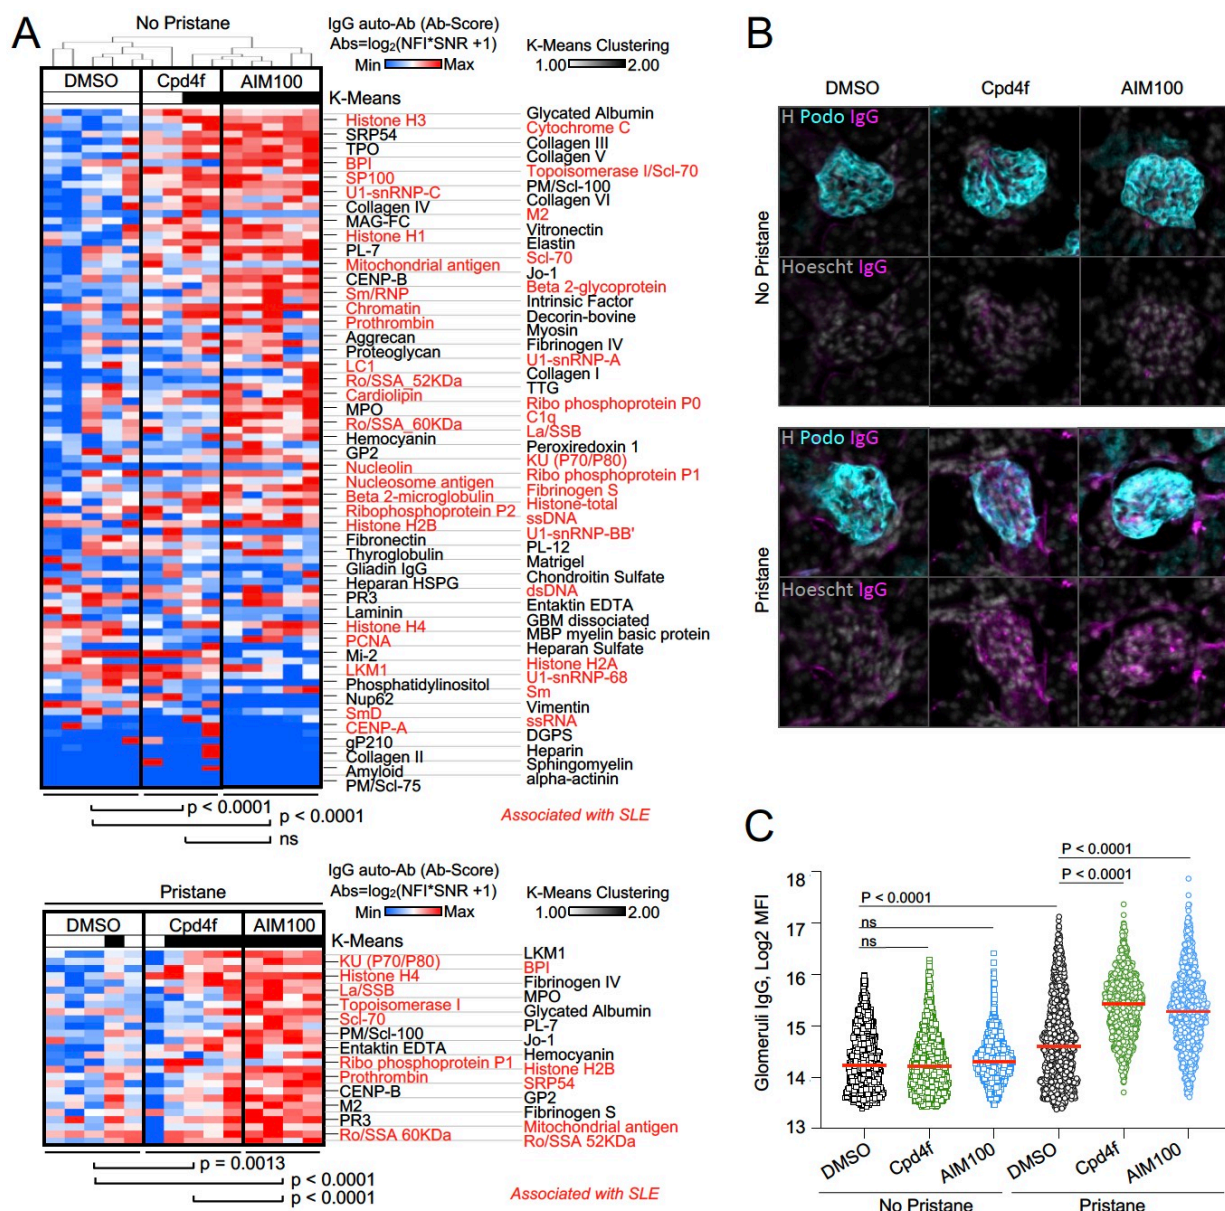 A
No Pristane
IgG auto-Ab (Ab-Score)
Abs=log2(NFI*SNR +1)
Min Max
K-Means Clustering
1.00 2.00
DMSO Cpd4f AIM100
K-Means
Histone H3
SRP54
TPO
BPI
SP100
U1-snRNP-C
Collagen IV
MAG-FC
Histone H1
PL-7
Mitochondrial antigen
CENP-B
Sm/RNP
Chromatin
Prothrombin
Aggrecan
Proteoglycan
LC1
Ro/SSA_52KDa
Cardiolipin
MPO
Ro/SSA_60KDa
Hemocyanin
GP2
Nucleolin
Nucleosome antigen
Beta 2-microglobulin
Ribophosphoprotein P2
Histone H2B
Fibronectin
Thyroglobulin
Gliadin IgG
Heparan HSPG
PR3
Laminin
Histone H4
PCNA
Mi-2
LKM1
Phosphatidylinositol
Nup62
SmD
CENP-A
gP210
Collagen II
Amyloid
PM/Scl-75
Glycated Albumin
Cytochrome C
Collagen III
Collagen V
Topoisomerase I/Scl-70
PM/Scl-100
Collagen VI
M2
Vitronectin
Elastin
Scl-70
Jo-1
Beta 2-glycoprotein
Intrinsic Factor
Decorin-bovine
Myosin
Fibrinogen IV
U1-snRNP-A
Collagen I
TTG
Ribo phosphoprotein P0
C1q
La/SSB
Peroxiredoxin 1
KU (P70/P80)
Ribo phosphoprotein P1
Fibrinogen S
Histone-total
ssDNA
U1-snRNP-BB'
PL-12
Matrigel
Chondroitin Sulfate
dsDNA
Entaktin EDTA
GBM dissociated
MBP myelin basic protein
Heparan Sulfate
Histone H2A
U1-snRNP-68
Sm
Vimentin
ssRNA
DGPS
Heparin
Sphingomyelin
alpha-actinin
p < 0.0001
p < 0.0001
ns
Associated with SLE
Pristane
IgG auto-Ab (Ab-Score)
Abs=log2(NFI*SNR +1)
Min Max
K-Means Clustering
1.00 2.00
DMSO Cpd4f AIM100
K-Means
KU (P70/P80)
Histone H4
La/SSB
Topoisomerase I
Scl-70
PM/Scl-100
Entaktin EDTA
Ribo phosphoprotein P1
Prothrombin
CENP-B
M2
PR3
Ro/SSA 60KDa
LKM1
BPI
Fibrinogen IV
MPO
Glycated Albumin
PL-7
Jo-1
Hemocyanin
Histone H2B
SRP54
GP2
Fibrinogen S
Mitochondrial antigen
Ro/SSA 52KDa
p = 0.0013
p < 0.0001
p < 0.0001
Associated with SLE
B
DMSO Cpd4f AIM100
No Pristane
H Podo IgG
Hoescht IgG
Pristane
H Podo IgG
Hoescht IgG
C
Glomeruli IgG, Log2 MFI
18
17
16
15
14
13
P < 0.0001
ns
ns
P < 0.0001
P < 0.0001
DMSO Cpd4f AIM100 DMSO Cpd4f AIM100
No Pristane Pristane